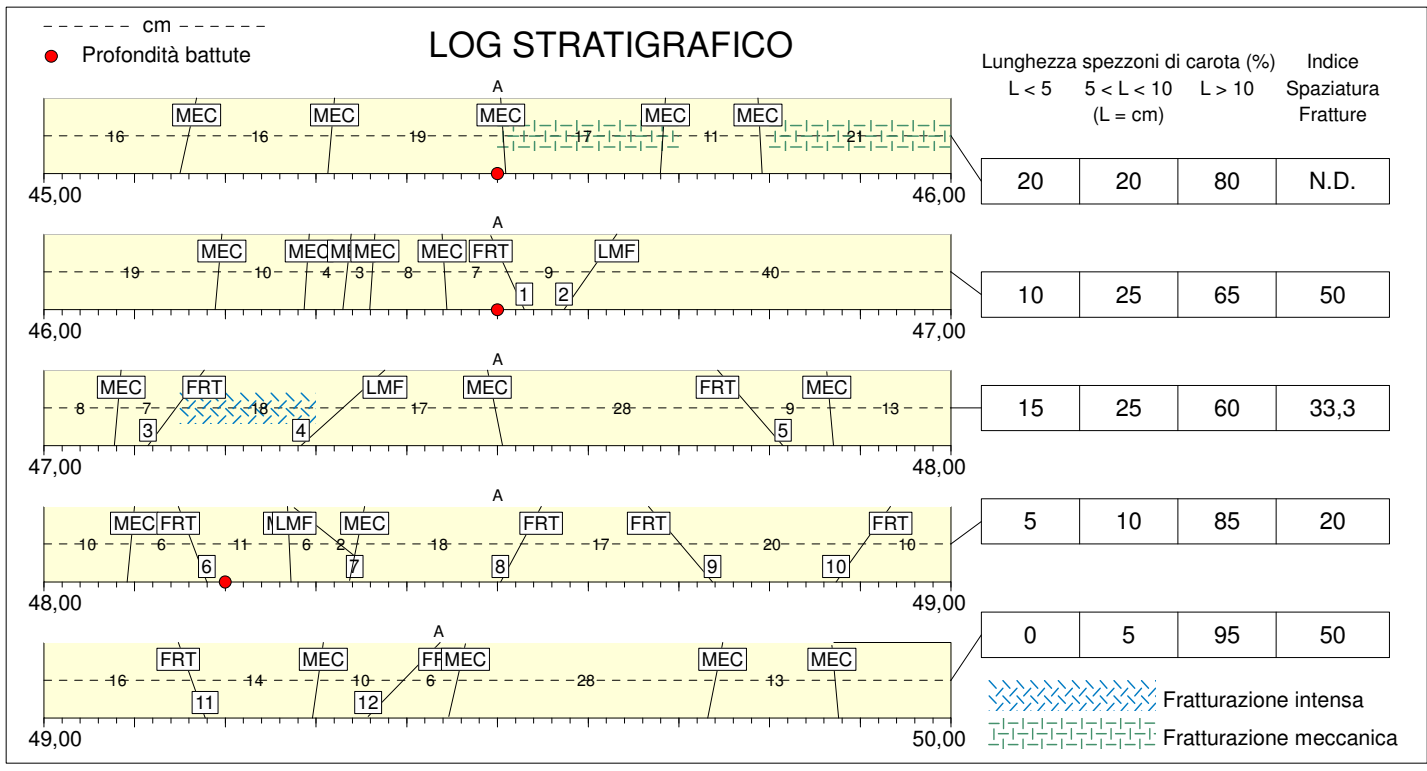 cm
Profondità battute
LOG STRATIGRAFICO
Lunghezza spezzoni di carota (%) Indice
L < 5 5 < L < 10 L > 10 Spaziatura
(L = cm) Fratture
A
MEC MEC MEC MEC MEC
16 16 19 17 11 21
45,00 46,00
20 20 80 N.D.
A
MEC MEC MEC MEC FRT LMF
19 10 4 3 8 7 9 40
1 2
46,00 47,00
10 25 65 50
A
MEC FRT LMF MEC FRT MEC
8 7 18 17 28 9 13
3 4 5
47,00 48,00
15 25 60 33,3
A
MEC FRT LMF MEC FRT FRT FRT
10 6 11 6 2 18 17 20 10
6 7 8 9 10
48,00 49,00
5 10 85 20
A
FRT MEC MEC MEC MEC
16 14 10 6 28 13
11 12
49,00 50,00
0 5 95 50
Fratturazione intensa
Fratturazione meccanica